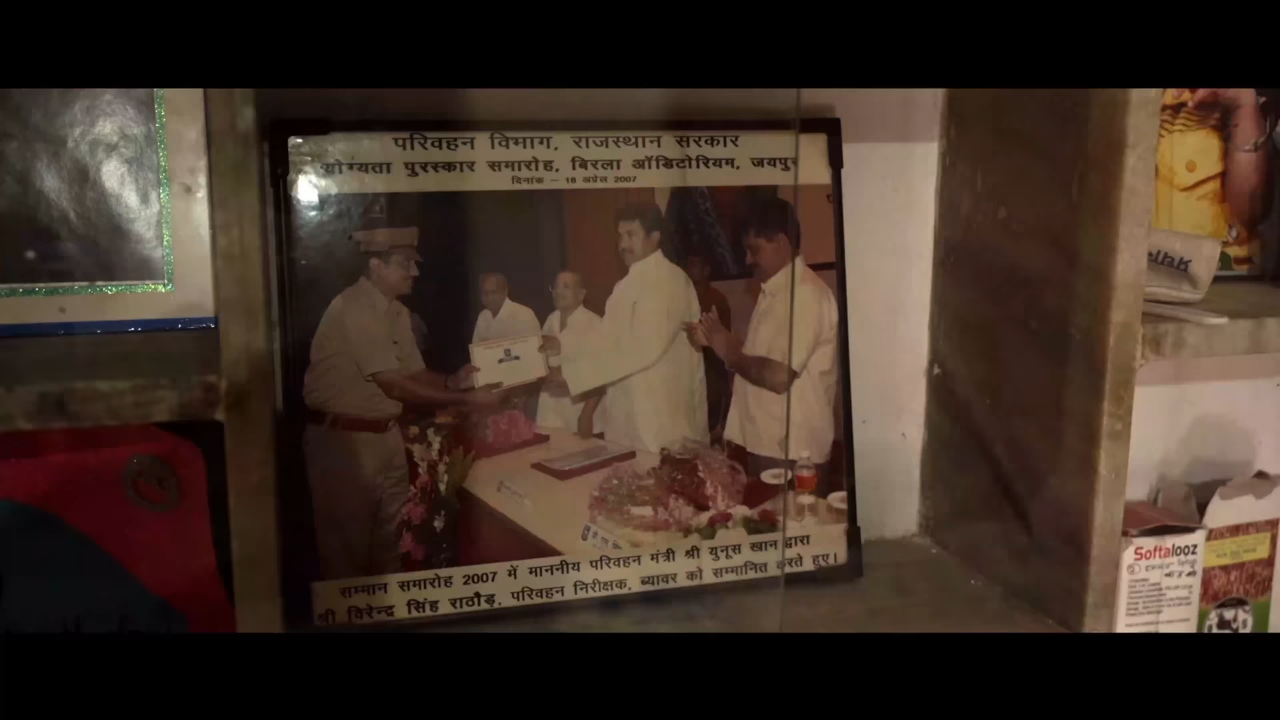 परिवहन विभाग, राजस्थान सरकार
योग्यता पुरस्कार समारोह, बिरला ऑडिटोरियम, जयपुर
दिनांक – 18 अप्रेल 2007
सम्मान समारोह 2007 में माननीय परिवहन मंत्री श्री युनूस खान द्वारा
श्री विरेन्द्र सिंह राठौड़, परिवहन निरीक्षक, ब्यावर को सम्मानित करते हुए।
Softalooz